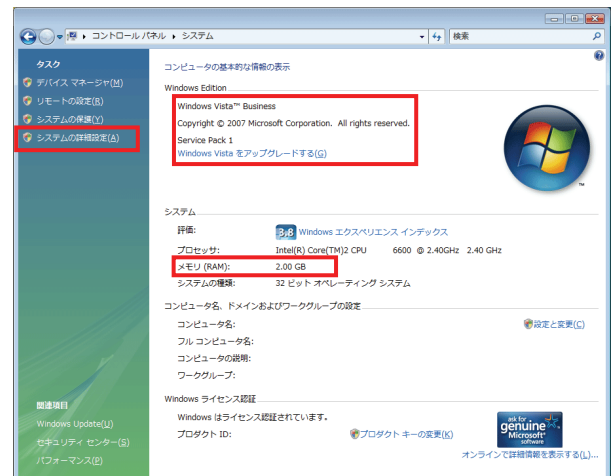 コントロール パネル ▸ システム
検索
タスク
デバイス マネージャ(M)
リモートの設定(R)
システムの保護(Y)
システムの詳細設定(A)
コンピュータの基本的な情報の表示
Windows Edition
Windows Vista™ Business
Copyright © 2007 Microsoft Corporation. All rights reserved.
Service Pack 1
Windows Vista をアップグレードする(G)
システム
評価: 3.8 Windows エクスペリエンス インデックス
プロセッサ: Intel(R) Core(TM)2 CPU 6600 @ 2.40GHz 2.40 GHz
メモリ (RAM): 2.00 GB
システムの種類: 32 ビット オペレーティング システム
コンピュータ名、ドメインおよびワークグループの設定
コンピュータ名:
設定と変更(C)
フル コンピュータ名:
コンピュータの説明:
ワークグループ:
Windows ライセンス認証
Windows はライセンス認証されています。
プロダクト ID:
プロダクト キーの変更(K)
ask for
genuine
Microsoft
software
オンラインで詳細情報を表示する(L)...
関連項目
Windows Update(U)
セキュリティ センター(S)
パフォーマンス(P)